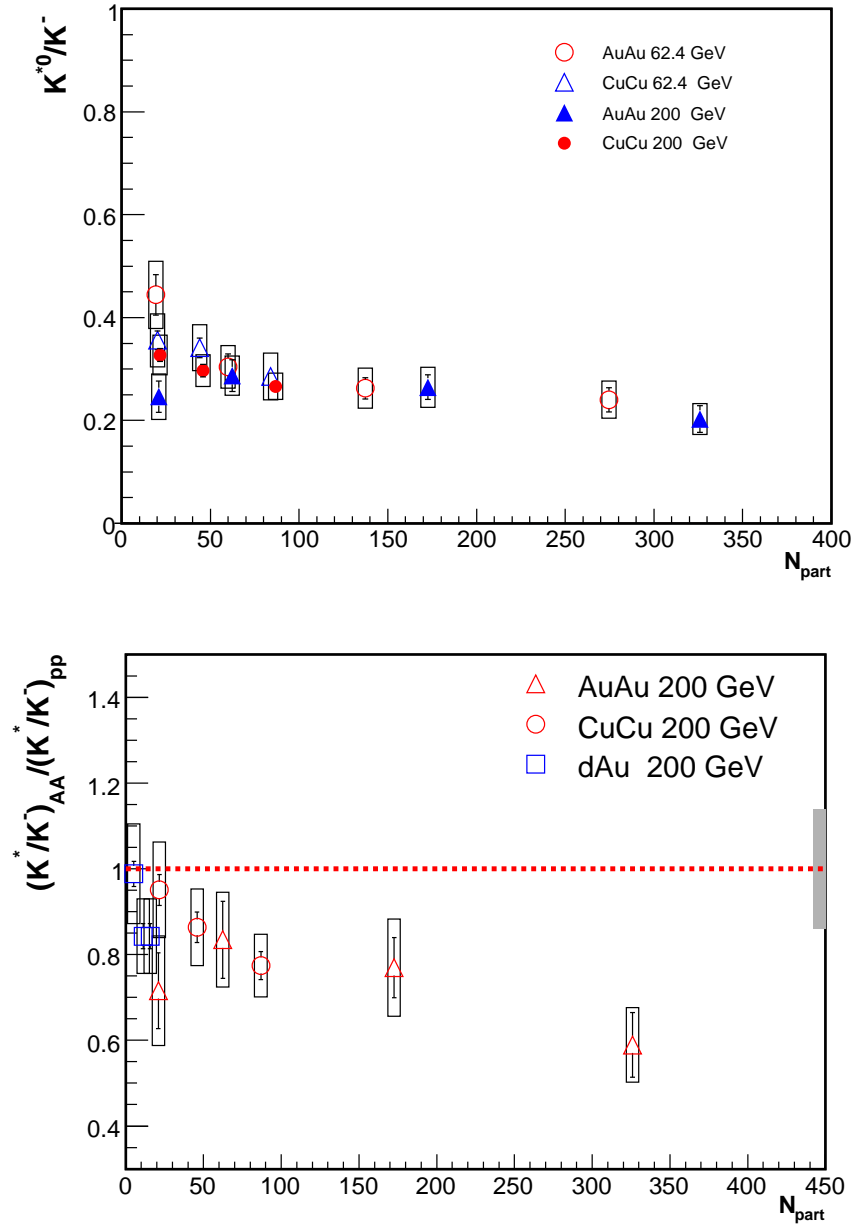 K*0/K-
1
0.8
0.6
0.4
0.2
0
AuAu 62.4 GeV
CuCu 62.4 GeV
AuAu 200 GeV
CuCu 200 GeV
0 50 100 150 200 250 300 350 400
Npart
(K*/K-)AA/(K*/K-)pp
1.4
1.2
1
0.8
0.6
0.4
AuAu 200 GeV
CuCu 200 GeV
dAu 200 GeV
0 50 100 150 200 250 300 350 400 450
Npart